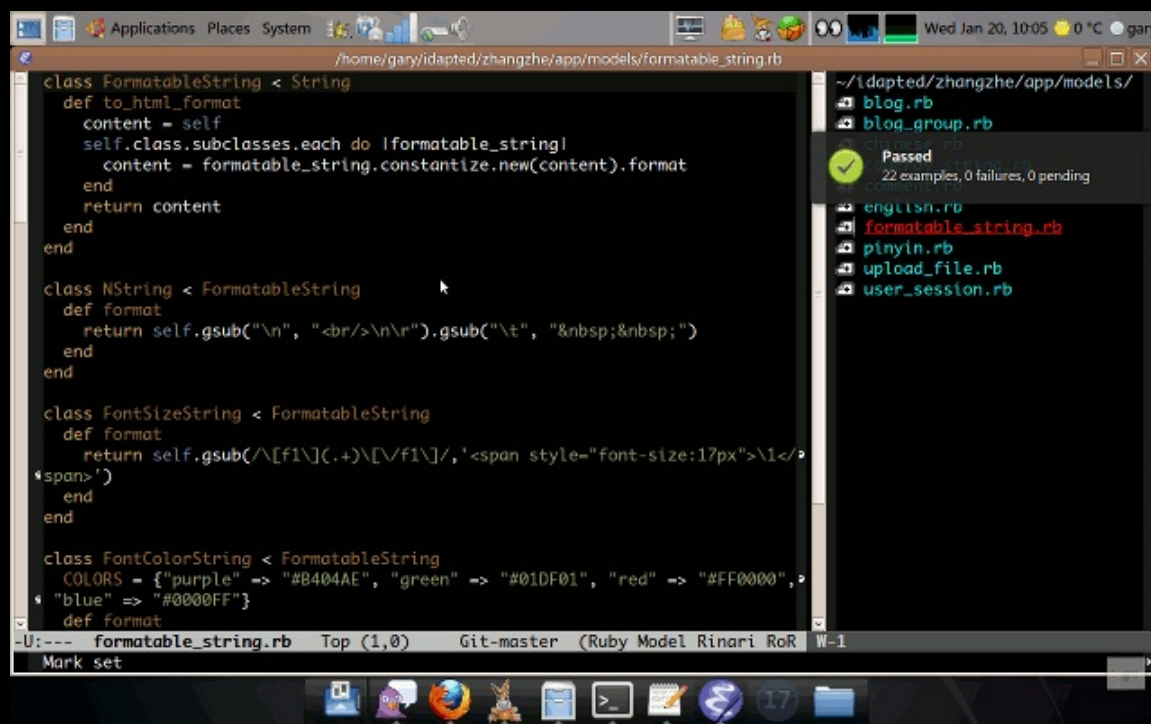 Applications Places System
Wed Jan 20, 10:05 0 °C gary
/home/gary/idapted/zhangzhe/app/models/formatable_string.rb
class FormatableString < String
  def to_html_format
    content = self
    self.class.subclasses.each do |formatable_string|
      content = formatable_string.constantize.new(content).format
    end
    return content
  end
end
class NString < FormatableString
  def format
    return self.gsub("\n", "<br/>\n\r").gsub("\t", "&nbsp;&nbsp;")
  end
end
class FontSizeString < FormatableString
  def format
    return self.gsub(/\[f1\](.+)\[\/f1\]/,'<span style="font-size:17px">\1</
span>')
  end
end
class FontColorString < FormatableString
  COLORS = {"purple" => "#B404AE", "green" => "#01DF01", "red" => "#FF0000",
"blue" => "#0000FF"}
  def format
-U:--- formatable_string.rb Top (1,0) Git-master (Ruby Model Rinari RoR
Mark set
~/idapted/zhangzhe/app/models/
blog.rb
blog_group.rb
chinese.rb
Passed
22 examples, 0 failures, 0 pending
comment.rb
english.rb
formatable_string.rb
pinyin.rb
upload_file.rb
user_session.rb
W-1
17